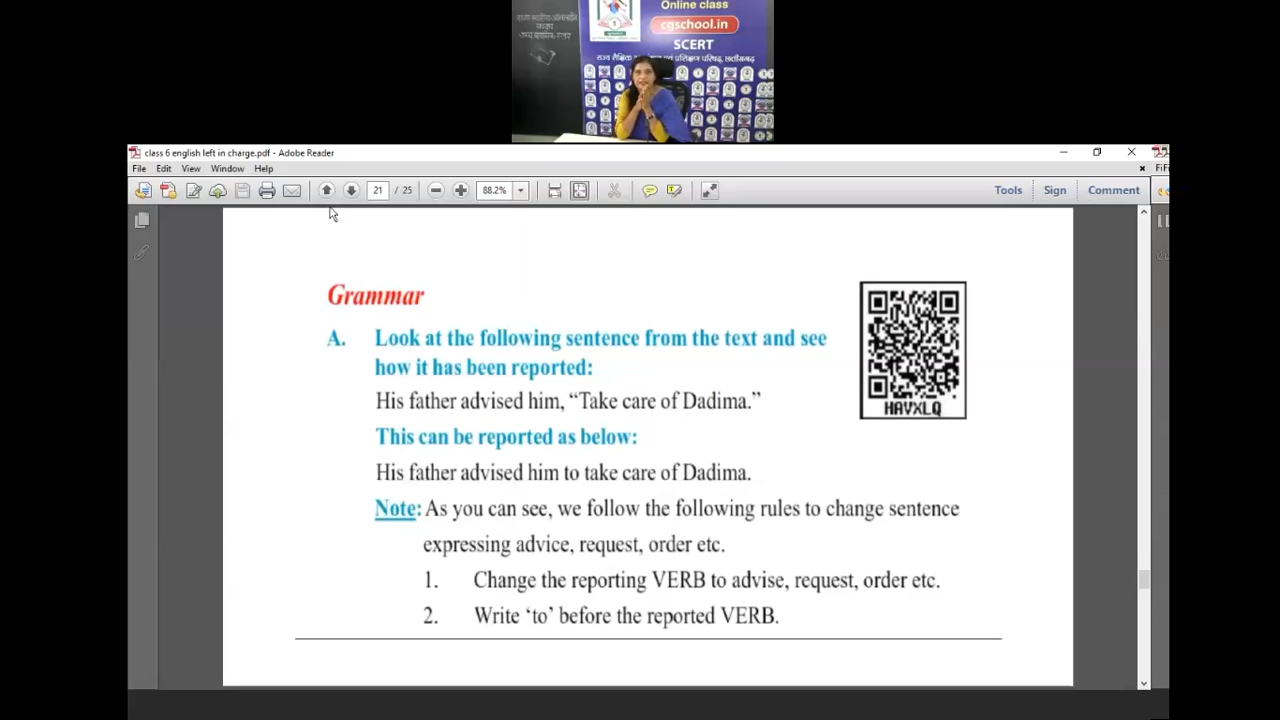 Online class
cgschool.in
SCERT
class 6 english left in charge.pdf - Adobe Reader
File Edit View Window Help
21 / 25 88.2% Tools Sign Comment
Grammar
A. Look at the following sentence from the text and see
how it has been reported:
His father advised him, “Take care of Dadima.”
This can be reported as below:
His father advised him to take care of Dadima.
Note: As you can see, we follow the following rules to change sentence
expressing advice, request, order etc.
1. Change the reporting VERB to advise, request, order etc.
2. Write ‘to’ before the reported VERB.
HAVXLQ